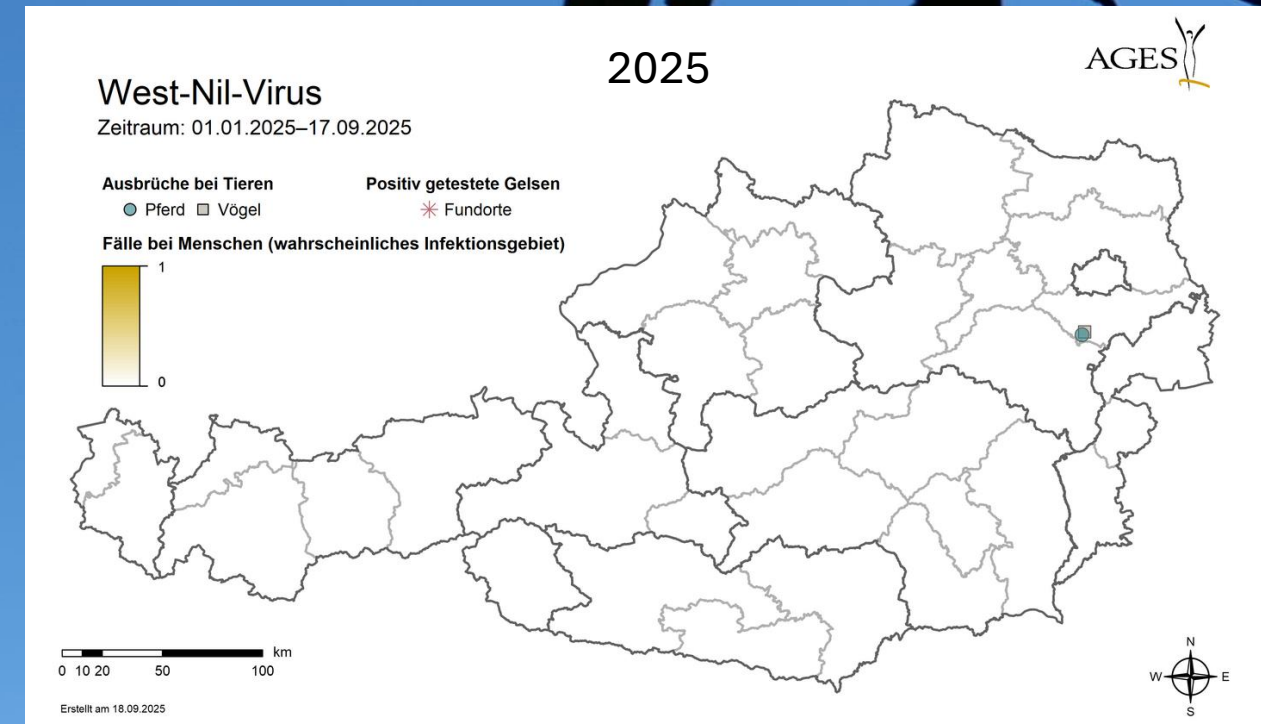 2025
AGES
West-Nil-Virus
Zeitraum: 01.01.2025–17.09.2025
Ausbrüche bei Tieren
Positiv getestete Gelsen
Pferd Vögel
Fundorte
Fälle bei Menschen (wahrscheinliches Infektionsgebiet)
1
0
km
0 10 20 50 100
Erstellt am 18.09.2025
N
W E
S